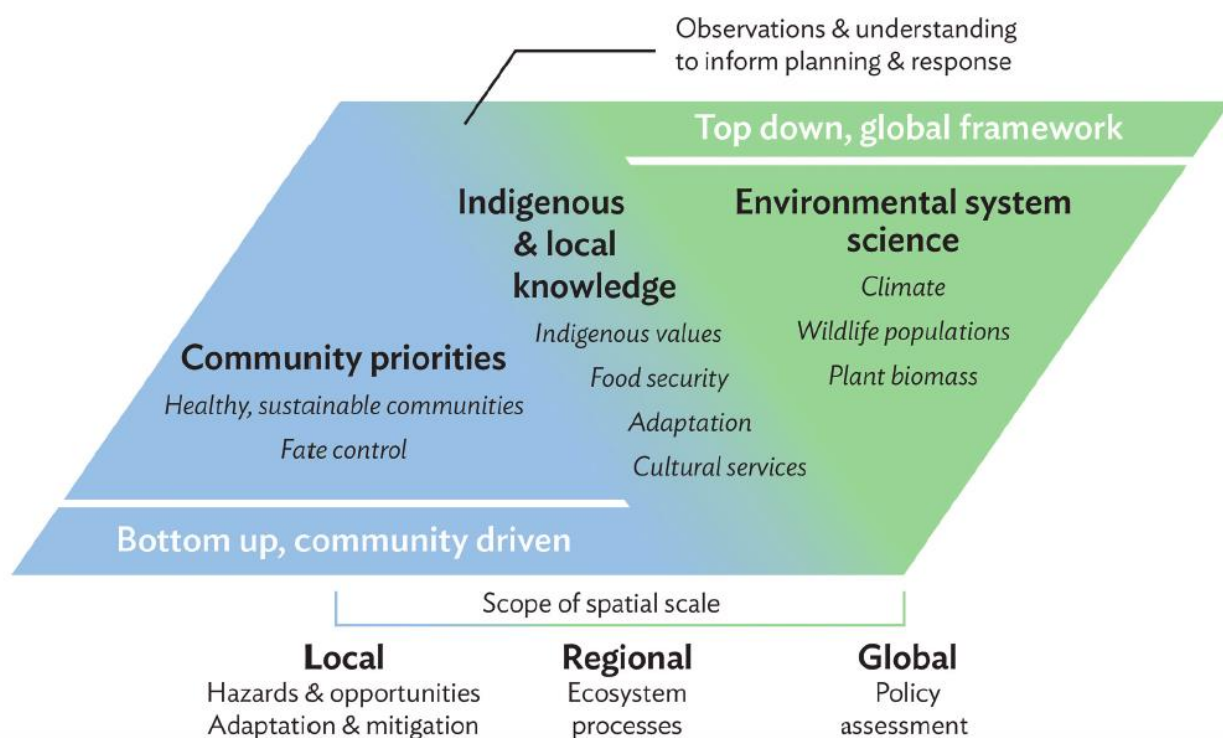 Observations & understanding
to inform planning & response
Top down, global framework
Indigenous
& local
knowledge
Indigenous values
Food security
Adaptation
Cultural services
Environmental system
science
Climate
Wildlife populations
Plant biomass
Community priorities
Healthy, sustainable communities
Fate control
Bottom up, community driven
Scope of spatial scale
Local
Hazards & opportunities
Adaptation & mitigation
Regional
Ecosystem
processes
Global
Policy
assessment